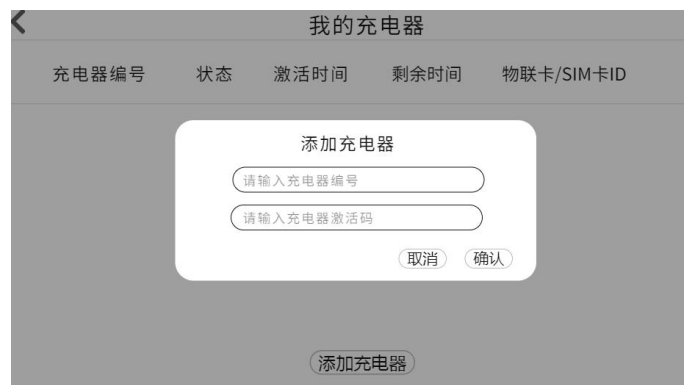 我的充电器
充电器编号 状态 激活时间 剩余时间 物联卡/SIM卡ID
添加充电器
请输入充电器编号
请输入充电器激活码
取消 确认
添加充电器